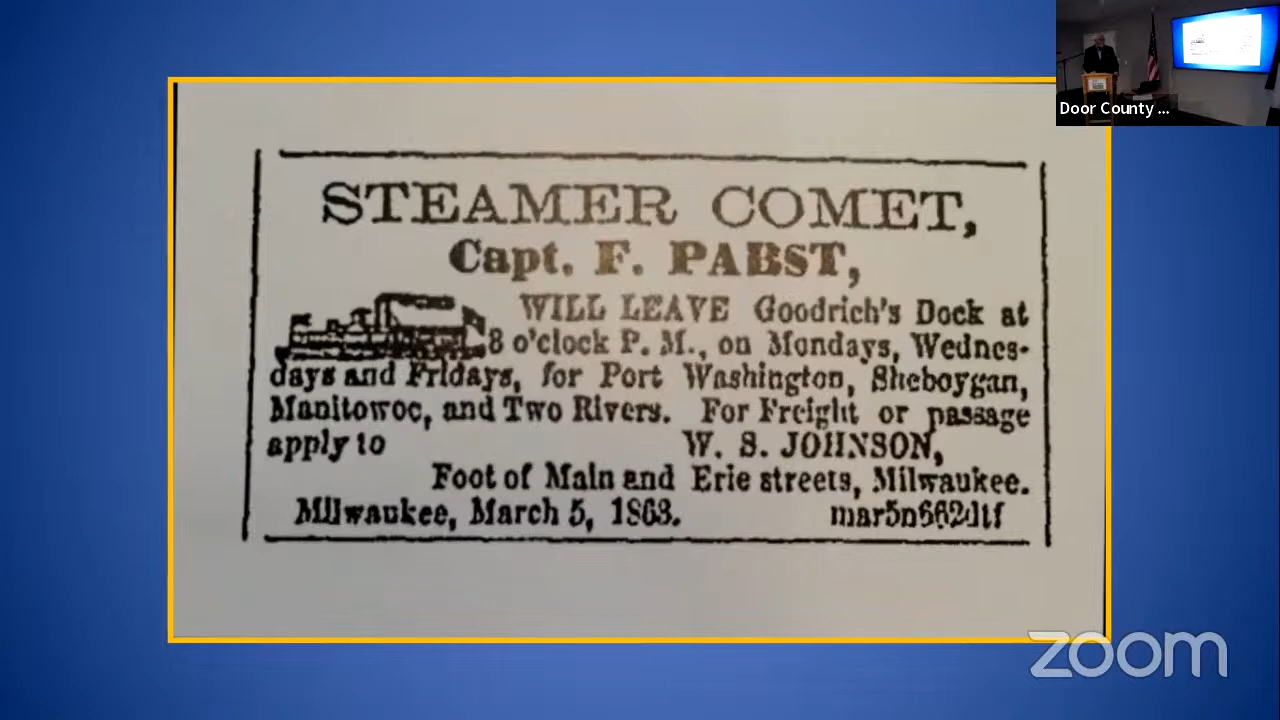 Door County ...
STEAMER COMET,
Capt. F. PABST,
WILL LEAVE Goodrich's Dock at
8 o'clock P. M., on Mondays, Wednes-
days and Fridays, for Port Washington, Sheboygan,
Manitowoc, and Two Rivers. For Freight or passage
apply to W. S. JOHNSON,
Foot of Main and Erie streets, Milwaukee.
Milwaukee, March 5, 1863. mar5n662dtf
zoom